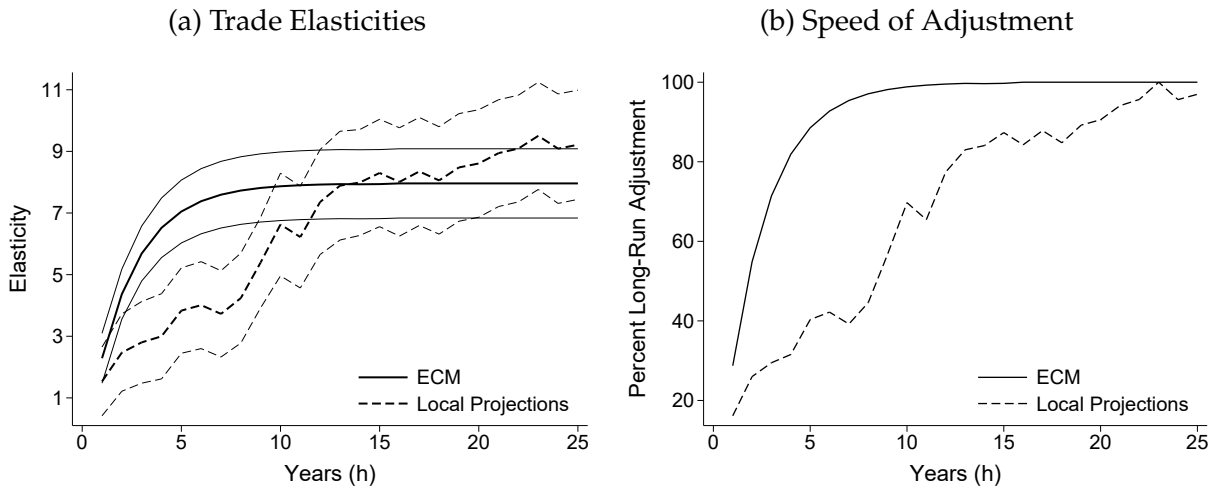 (a) Trade Elasticities
11
9
7
5
3
1
Elasticity
ECM
Local Projections
0 5 10 15 20 25
Years (h)
(b) Speed of Adjustment
100
80
60
40
20
Percent Long-Run Adjustment
ECM
Local Projections
0 5 10 15 20 25
Years (h)